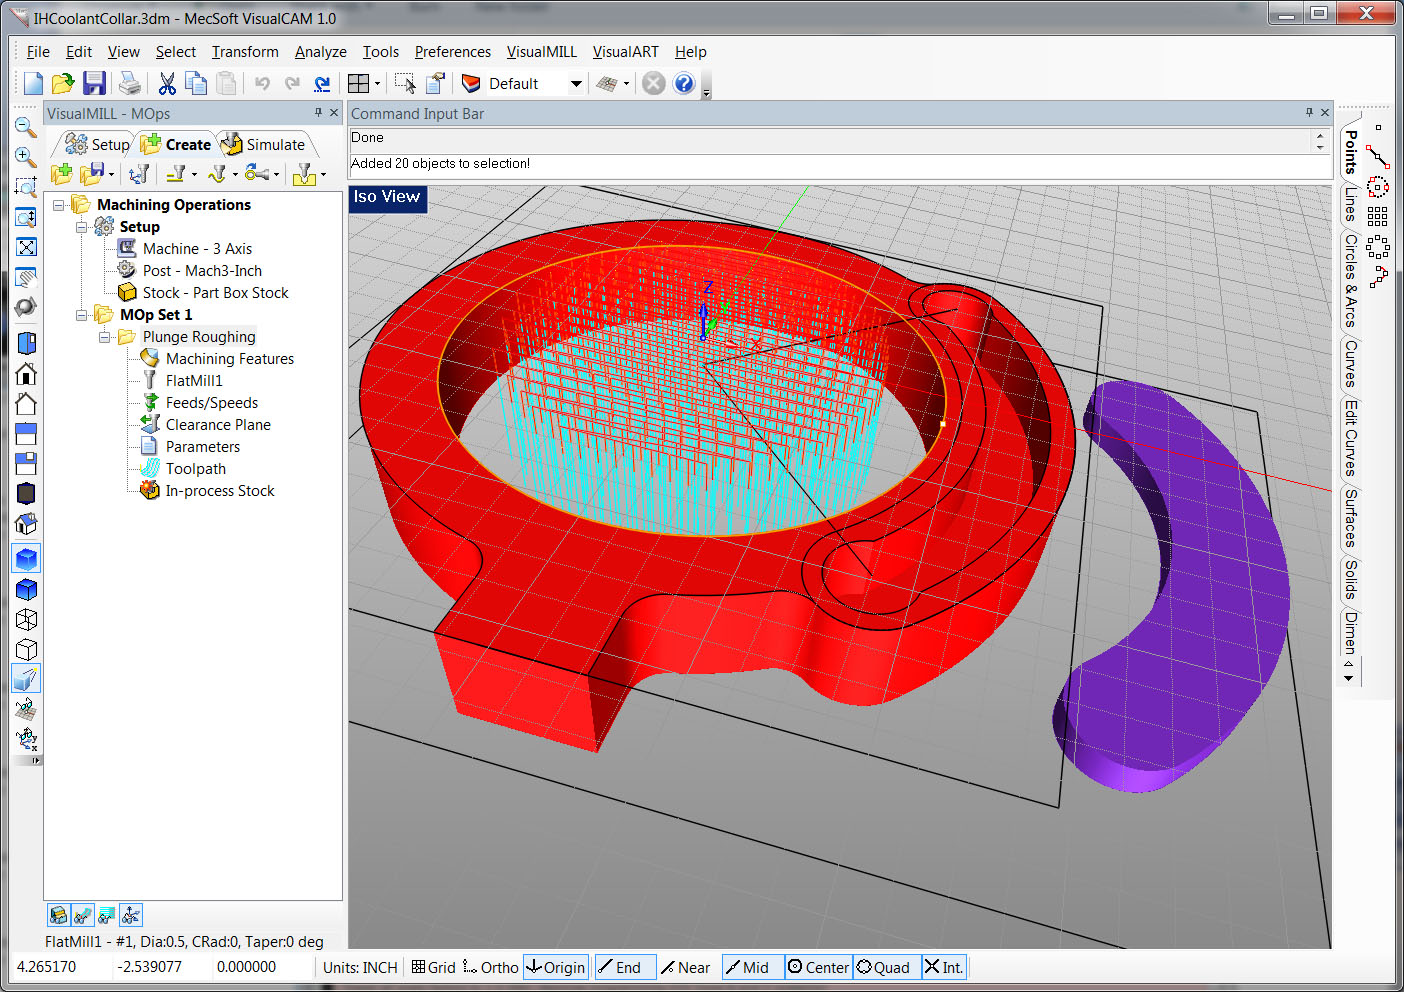 IHCoolantCollar.3dm - MecSoft VisualCAM 1.0
File Edit View Select Transform Analyze Tools Preferences VisualMILL VisualART Help
Default
VisualMILL - MOps
Command Input Bar
Setup Create Simulate
Done
Added 20 objects to selection!
Iso View
Machining Operations
Setup
Machine - 3 Axis
Post - Mach3-Inch
Stock - Part Box Stock
MOp Set 1
Plunge Roughing
Machining Features
FlatMill1
Feeds/Speeds
Clearance Plane
Parameters
Toolpath
In-process Stock
Z
Y
X
Points
Lines
Circles & Arcs
Curves
Edit Curves
Surfaces
Solids
Dimen
FlatMill1 - #1, Dia:0.5, CRad:0, Taper:0 deg
4.265170 -2.539077 0.000000 Units: INCH Grid Ortho Origin End Near Mid Center Quad Int.